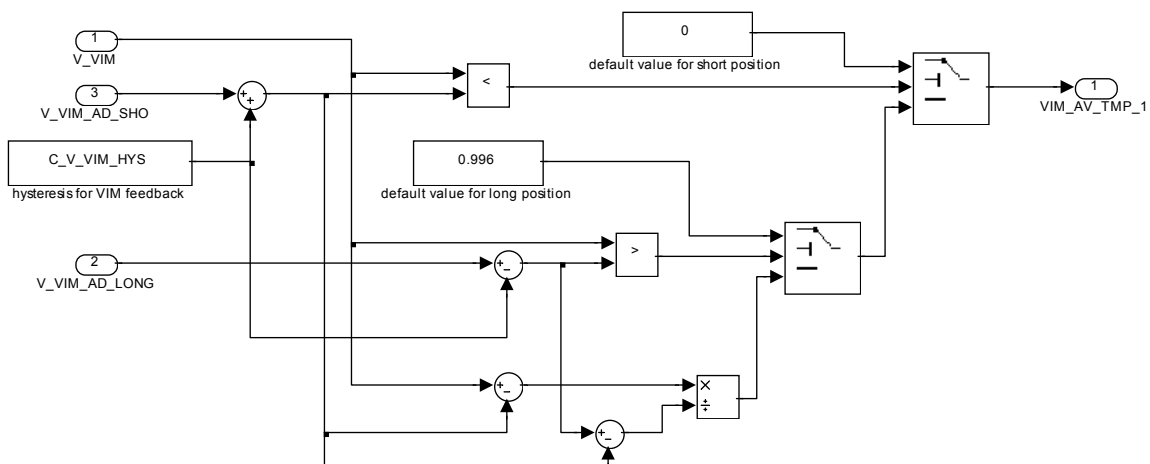 1
V_VIM
3
V_VIM_AD_SHO
C_V_VIM_HYS
hysteresis for VIM feedback
2
V_VIM_AD_LONG
0
default value for short position
<
0.996
default value for long position
>
+
+
+
-
+
-
×
÷
+
-
1
VIM_AV_TMP_1